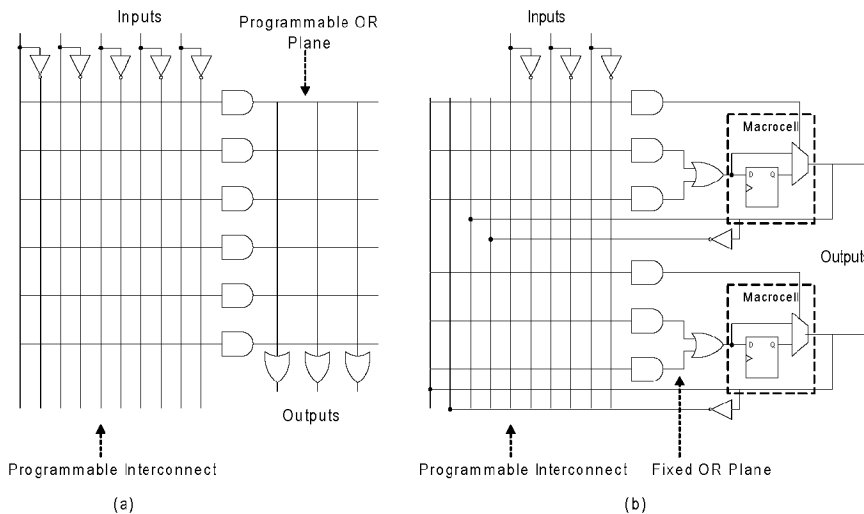 Inputs
Programmable OR
Plane
Outputs
Programmable Interconnect
(a)
Inputs
Macrocell
D Q
Outputs
Macrocell
D Q
Programmable Interconnect
Fixed OR Plane
(b)